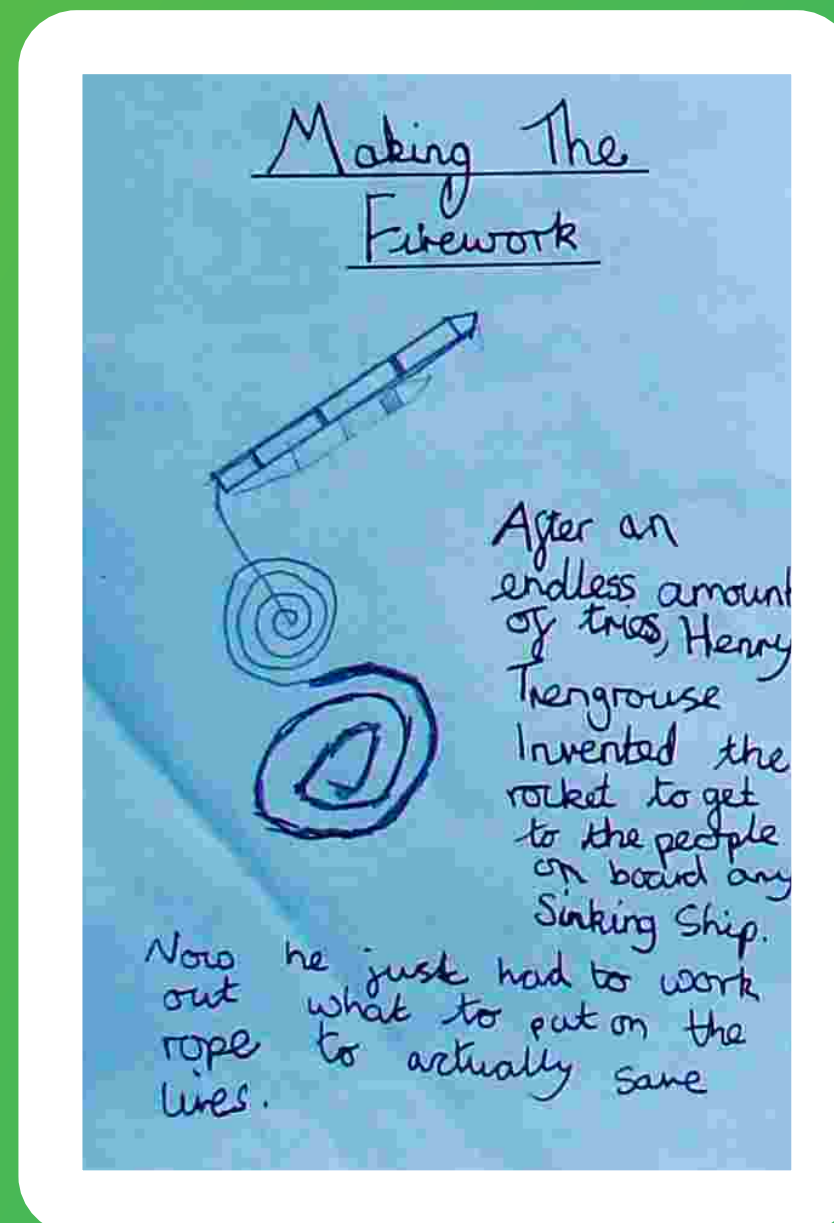 Making The
Firework
After an
endless amount
of tries, Henry
Trengrouse
Invented the
rocket to get
to the people
on board any
Sinking Ship.
Now he just had to work
out what to put on the
rope to actually save
lives.